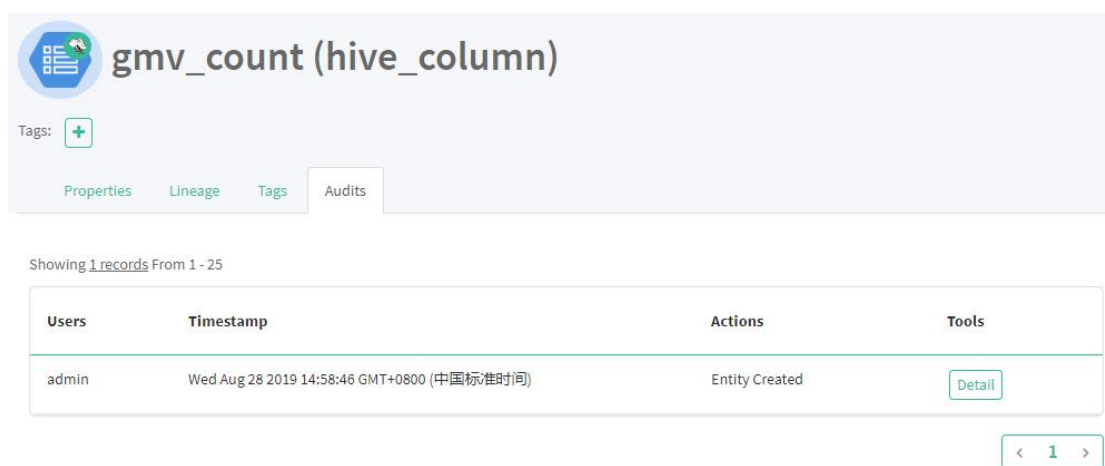 gmv_count (hive_column)
Tags: +
Properties Lineage Tags Audits
Showing 1 records From 1 - 25
Users Timestamp Actions Tools
admin Wed Aug 28 2019 14:58:46 GMT+0800 (中国标准时间) Entity Created Detail
‹ 1 ›